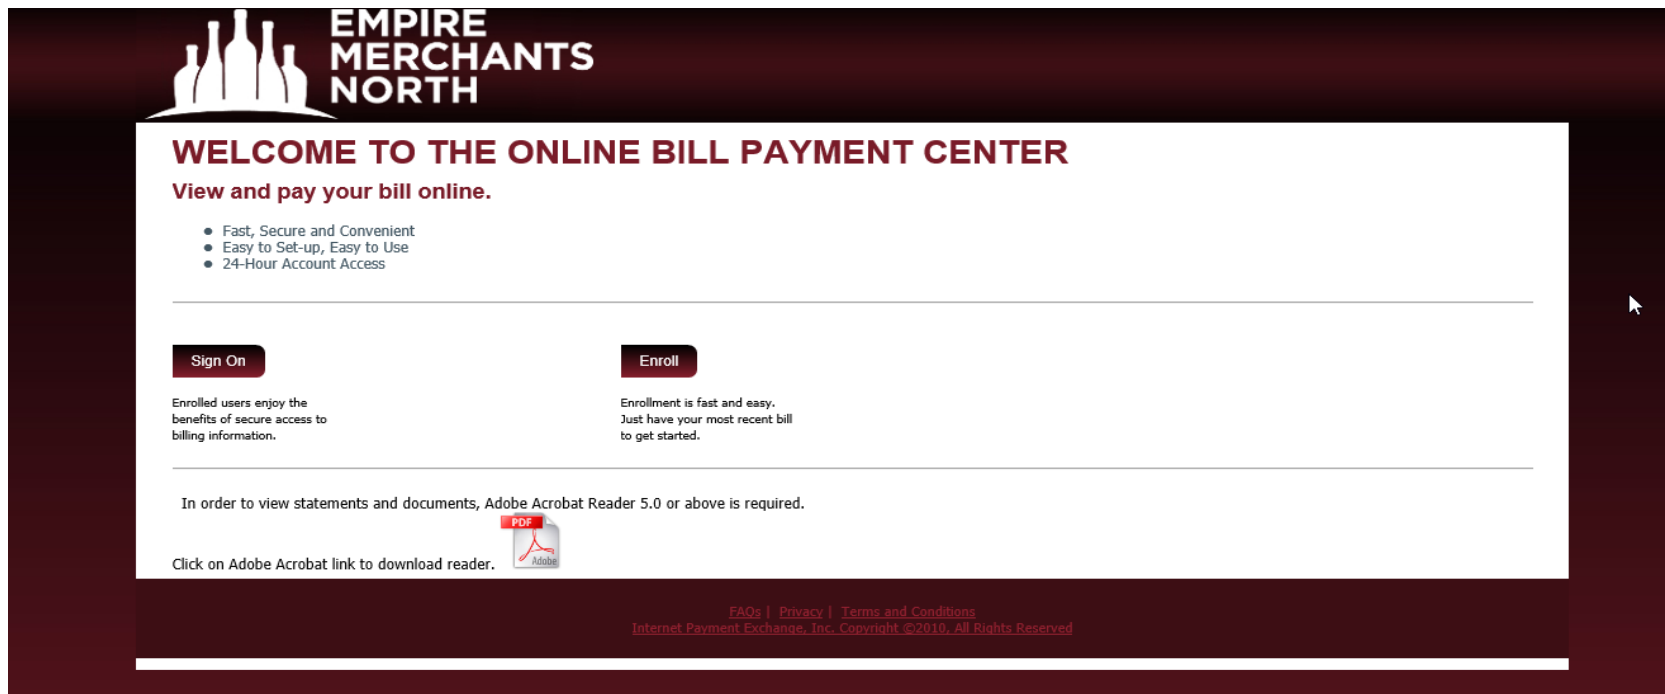 EMPIRE
MERCHANTS
NORTH
WELCOME TO THE ONLINE BILL PAYMENT CENTER
View and pay your bill online.
Fast, Secure and Convenient
Easy to Set-up, Easy to Use
24-Hour Account Access
Sign On
Enrolled users enjoy the
benefits of secure access to
billing information.
Enroll
Enrollment is fast and easy.
Just have your most recent bill
to get started.
In order to view statements and documents, Adobe Acrobat Reader 5.0 or above is required.
Click on Adobe Acrobat link to download reader.
PDF
Adobe
FAQs | Privacy | Terms and Conditions
Internet Payment Exchange, Inc. Copyright ©2010, All Rights Reserved